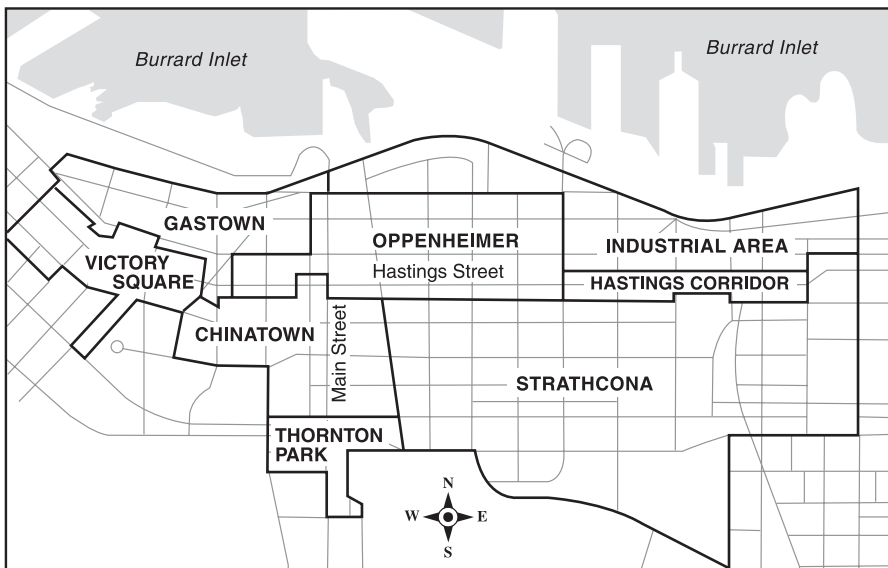 Burrard Inlet
Burrard Inlet
GASTOWN
OPPENHEIMER
INDUSTRIAL AREA
VICTORY
SQUARE
Hastings Street
HASTINGS CORRIDOR
CHINATOWN
Main Street
STRATHCONA
THORNTON
PARK
N
W
E
S